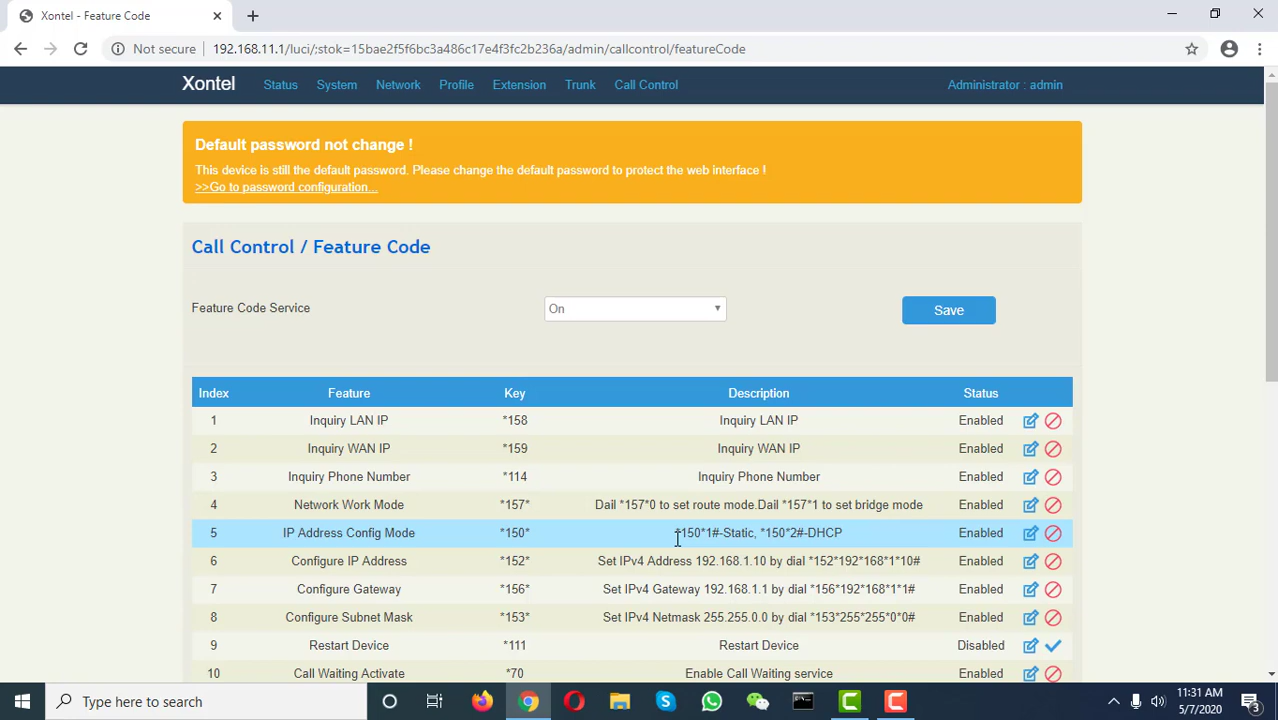 Xontel - Feature Code
Not secure
192.168.11.1/luci/;stok=15bae2f5f6bc3a486c17e4f3fc2b236a/admin/callcontrol/featureCode
Xontel Status System Network Profile Extension Trunk Call Control Administrator : admin
Default password not change !
This device is still the default password. Please change the default password to protect the web interface !
>>Go to password configuration...
Call Control / Feature Code
Feature Code Service On Save
Index Feature Key Description Status
1 Inquiry LAN IP *158 Inquiry LAN IP Enabled
2 Inquiry WAN IP *159 Inquiry WAN IP Enabled
3 Inquiry Phone Number *114 Inquiry Phone Number Enabled
4 Network Work Mode *157* Dail *157*0 to set route mode.Dail *157*1 to set bridge mode Enabled
5 IP Address Config Mode *150* *150*1#-Static, *150*2#-DHCP Enabled
6 Configure IP Address *152* Set IPv4 Address 192.168.1.10 by dial *152*192*168*1*10# Enabled
7 Configure Gateway *156* Set IPv4 Gateway 192.168.1.1 by dial *156*192*168*1*1# Enabled
8 Configure Subnet Mask *153* Set IPv4 Netmask 255.255.0.0 by dial *153*255*255*0*0# Enabled
9 Restart Device *111 Restart Device Disabled
10 Call Waiting Activate *70 Enable Call Waiting service Enabled
Type here to search
11:31 AM
5/7/2020
3